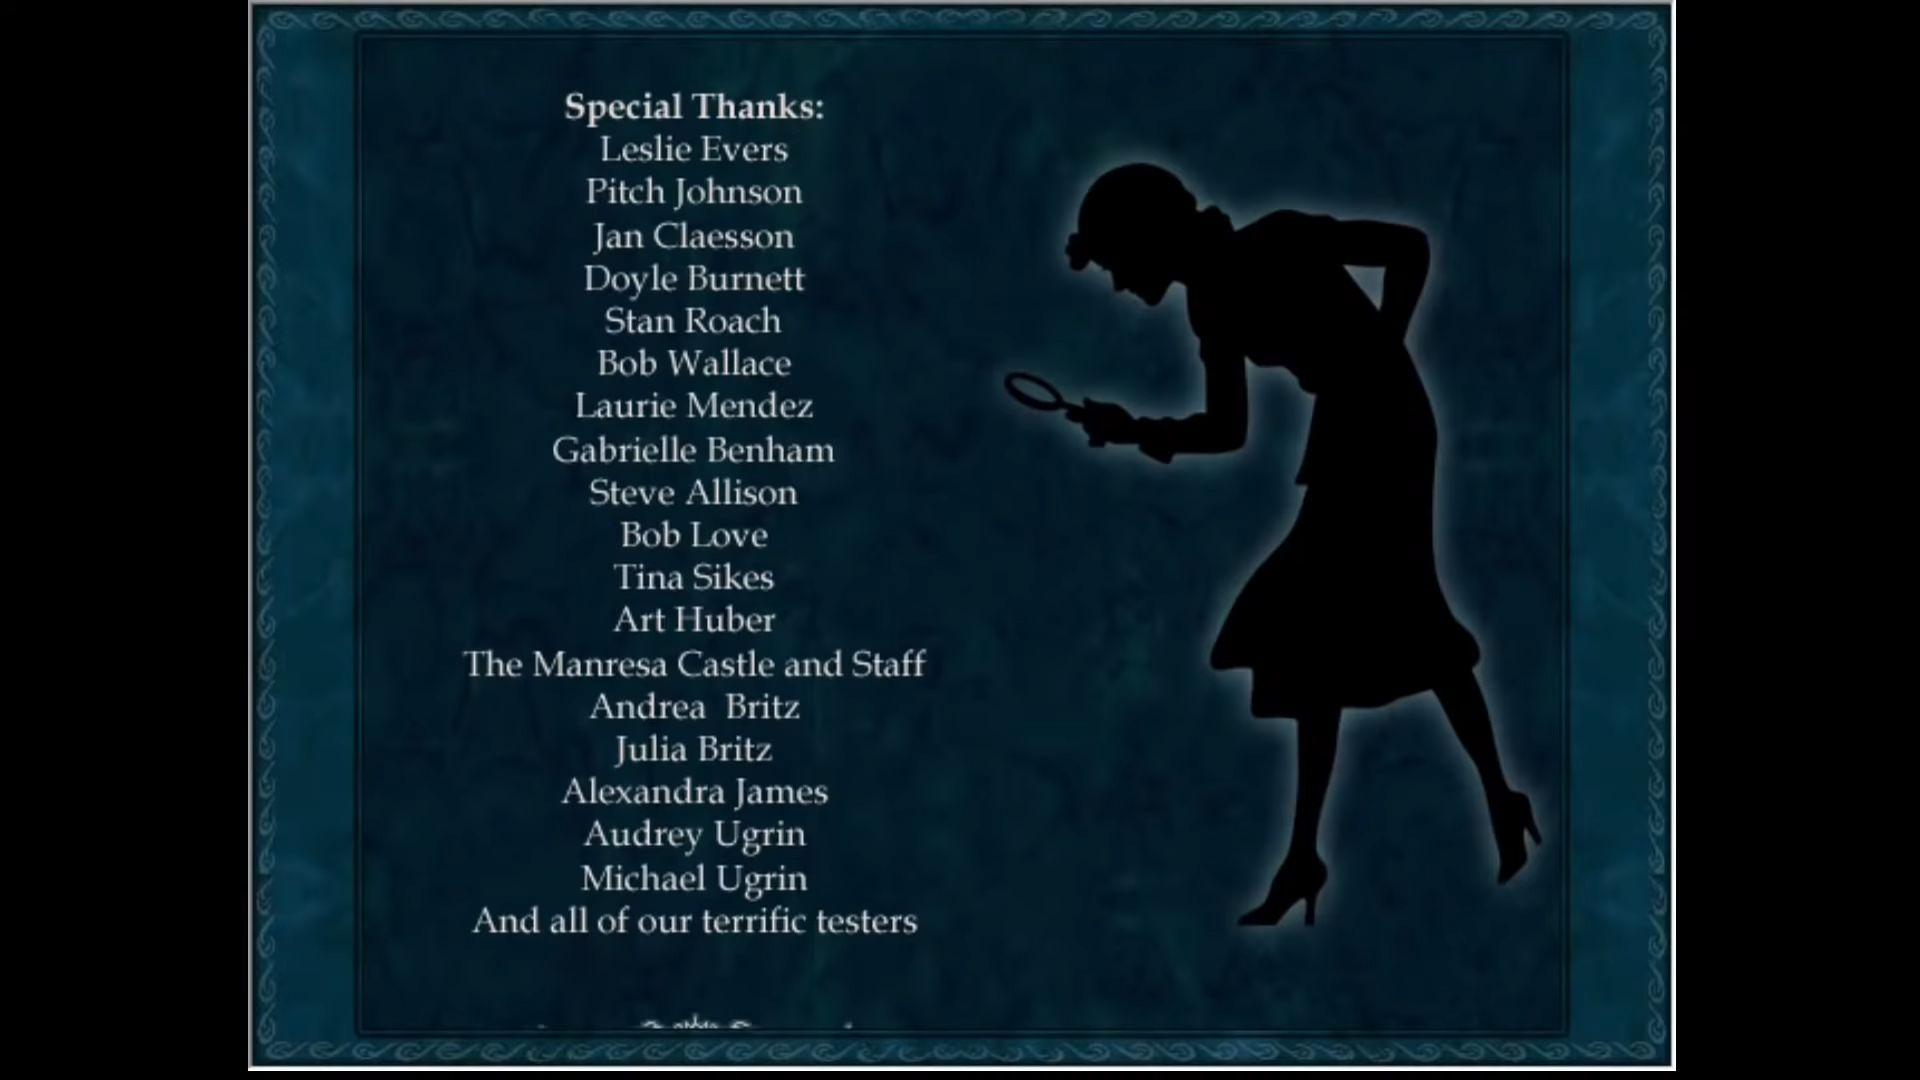 Special Thanks:
Leslie Evers
Pitch Johnson
Jan Claesson
Doyle Burnett
Stan Roach
Bob Wallace
Laurie Mendez
Gabrielle Benham
Steve Allison
Bob Love
Tina Sikes
Art Huber
The Manresa Castle and Staff
Andrea  Britz
Julia Britz
Alexandra James
Audrey Ugrin
Michael Ugrin
And all of our terrific testers